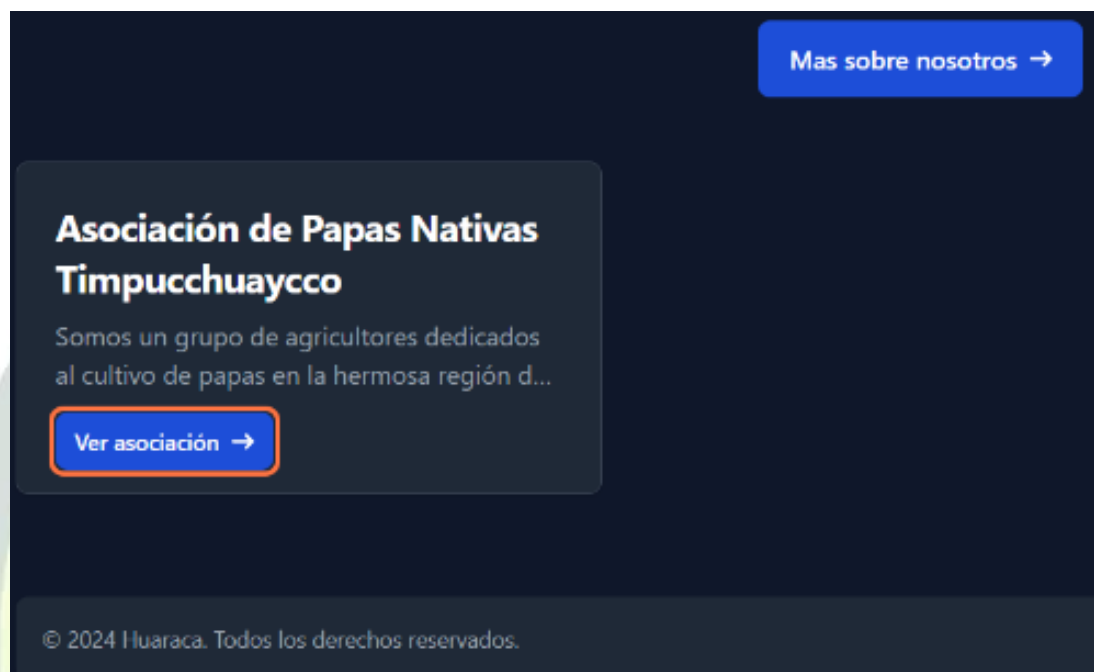 Mas sobre nosotros →
Asociación de Papas Nativas
Timpucchuaycco
Somos un grupo de agricultores dedicados
al cultivo de papas en la hermosa región d...
Ver asociación →
© 2024 Huaraca. Todos los derechos reservados.